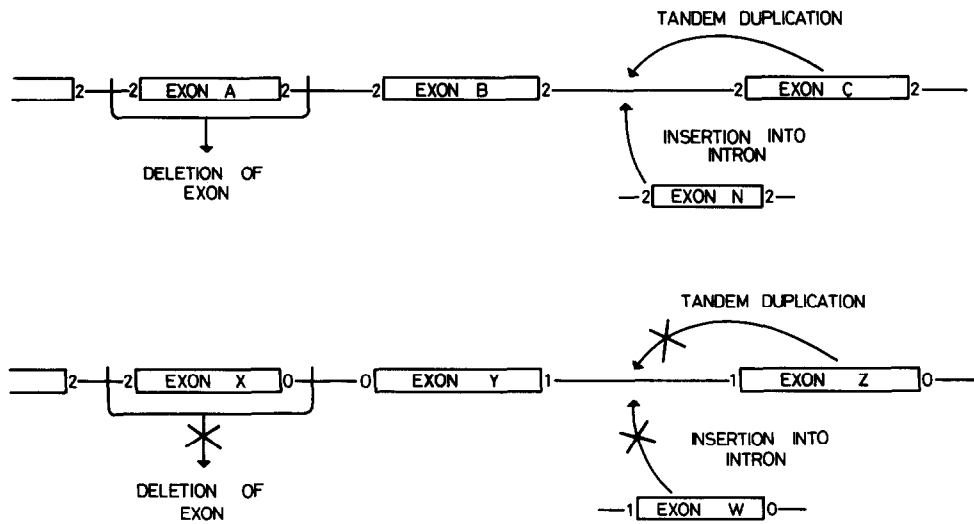 TANDEM DUPLICATION
2 2 EXON A 2 2 EXON B 2 2 EXON C 2
DELETION OF
EXON
INSERTION INTO
INTRON
2 EXON N 2
TANDEM DUPLICATION
2 2 EXON X 0 0 EXON Y 1 1 EXON Z 0
DELETION OF
EXON
INSERTION INTO
INTRON
1 EXON W 0